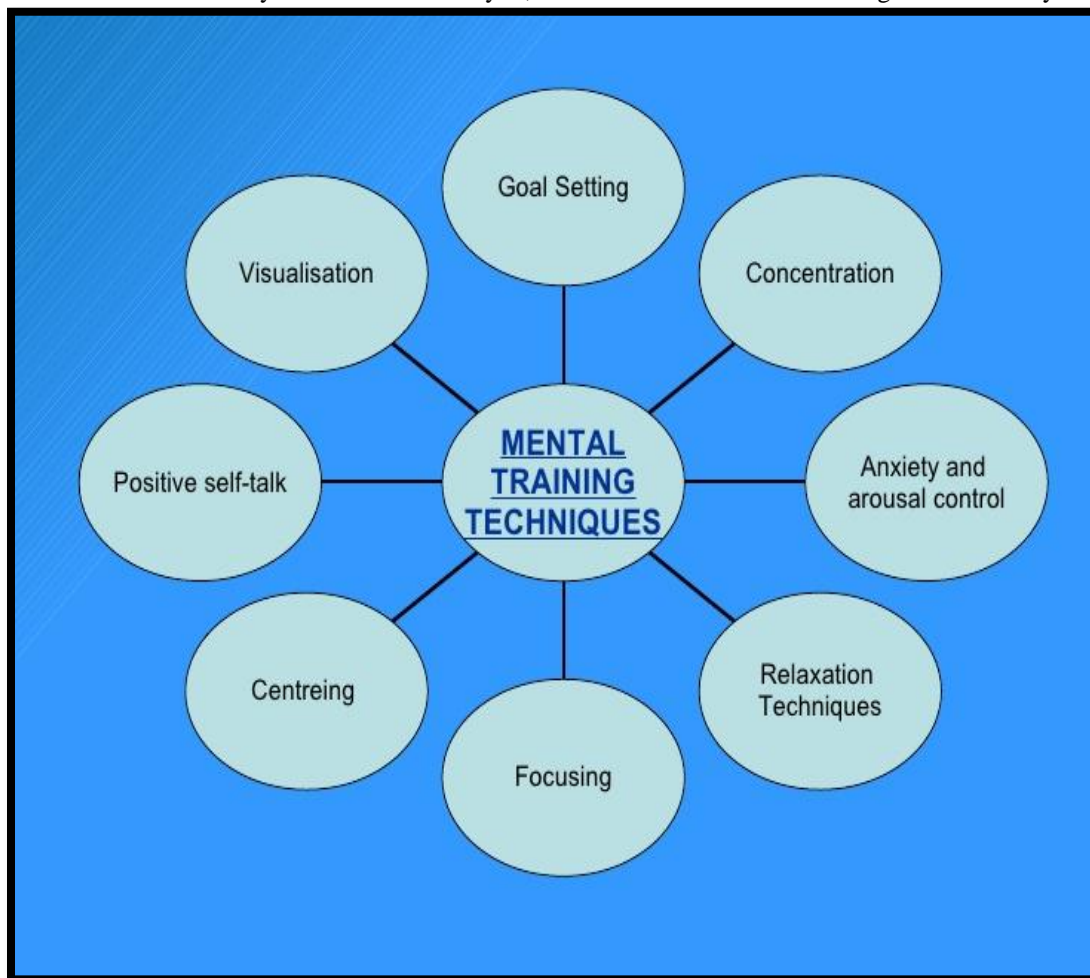 Goal Setting
Visualisation
Concentration
MENTAL
TRAINING
TECHNIQUES
Positive self-talk
Anxiety and
arousal control
Centreing
Relaxation
Techniques
Focusing